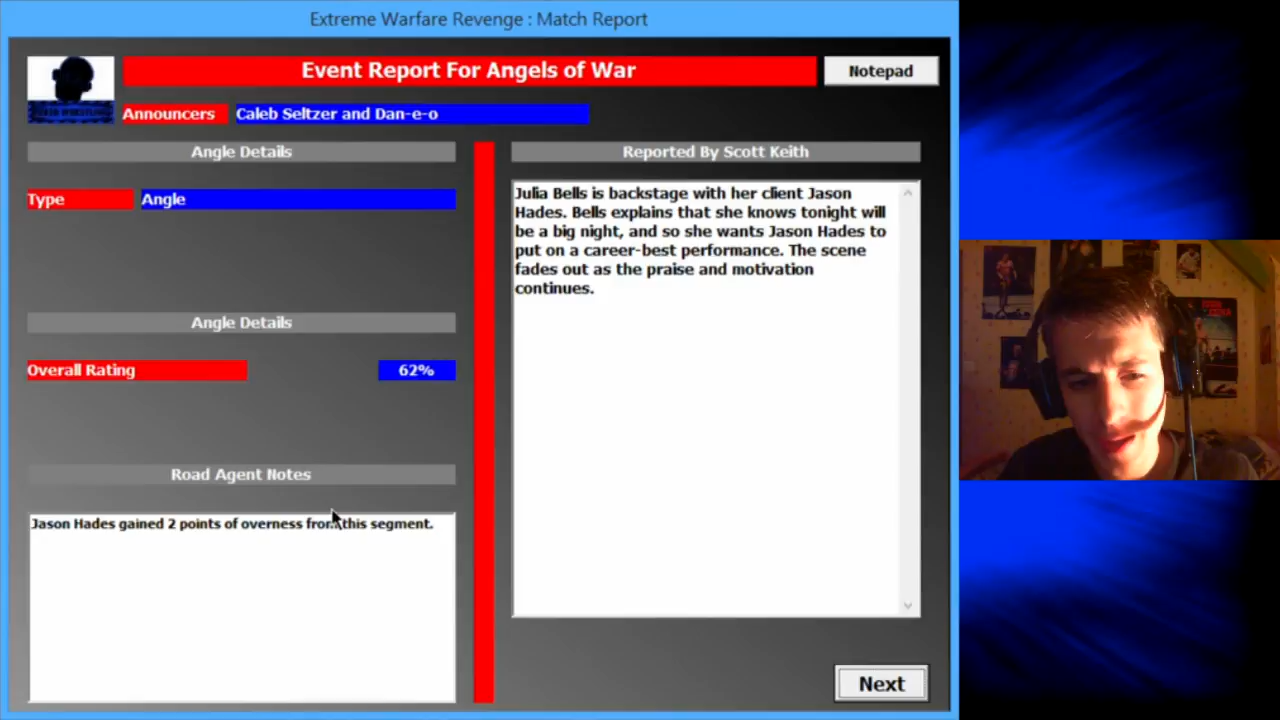 Extreme Warfare Revenge : Match Report
Event Report For Angels of War
Notepad
Announcers
Caleb Seltzer and Dan-e-o
Angle Details
Type
Angle
Angle Details
Overall Rating
62%
Road Agent Notes
Jason Hades gained 2 points of overness from this segment.
Reported By Scott Keith
Julia Bells is backstage with her client Jason
Hades. Bells explains that she knows tonight will
be a big night, and so she wants Jason Hades to
put on a career-best performance. The scene
fades out as the praise and motivation
continues.
Next